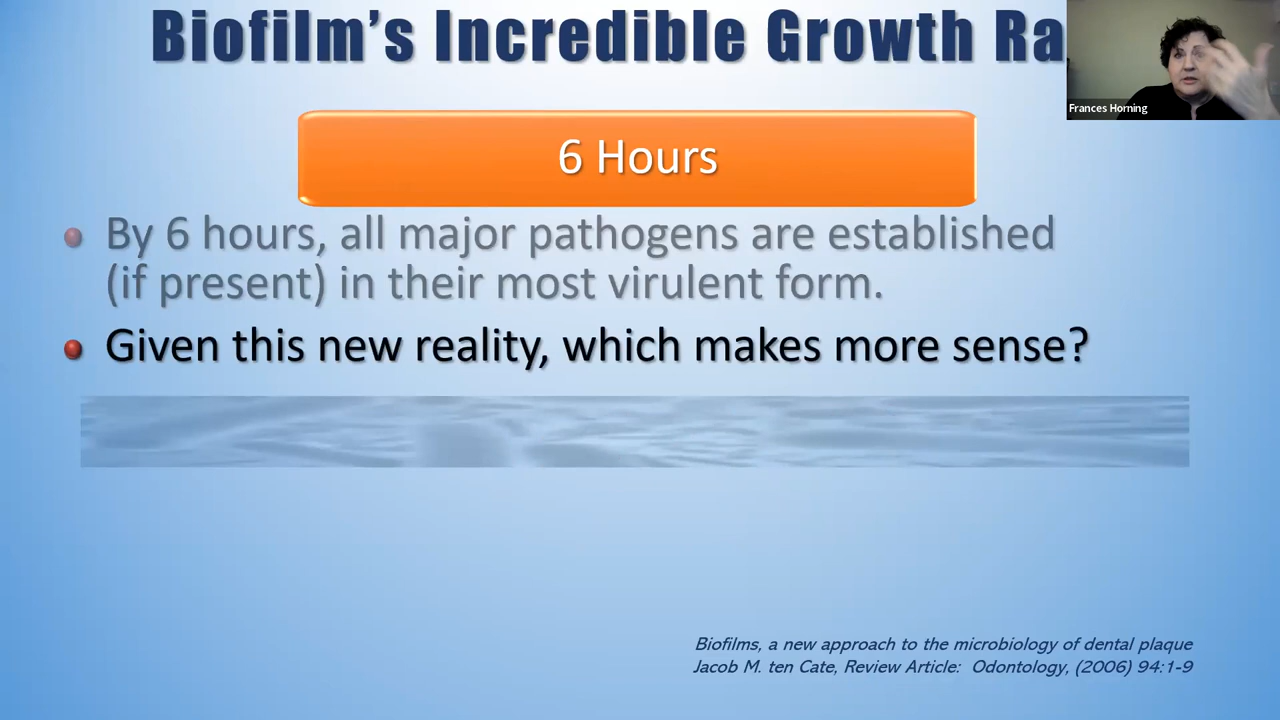 Biofilm's Incredible Growth Ra
Frances Horning
6 Hours
By 6 hours, all major pathogens are established
(if present) in their most virulent form.
Given this new reality, which makes more sense?
Biofilms, a new approach to the microbiology of dental plaque
Jacob M. ten Cate, Review Article: Odontology, (2006) 94:1-9